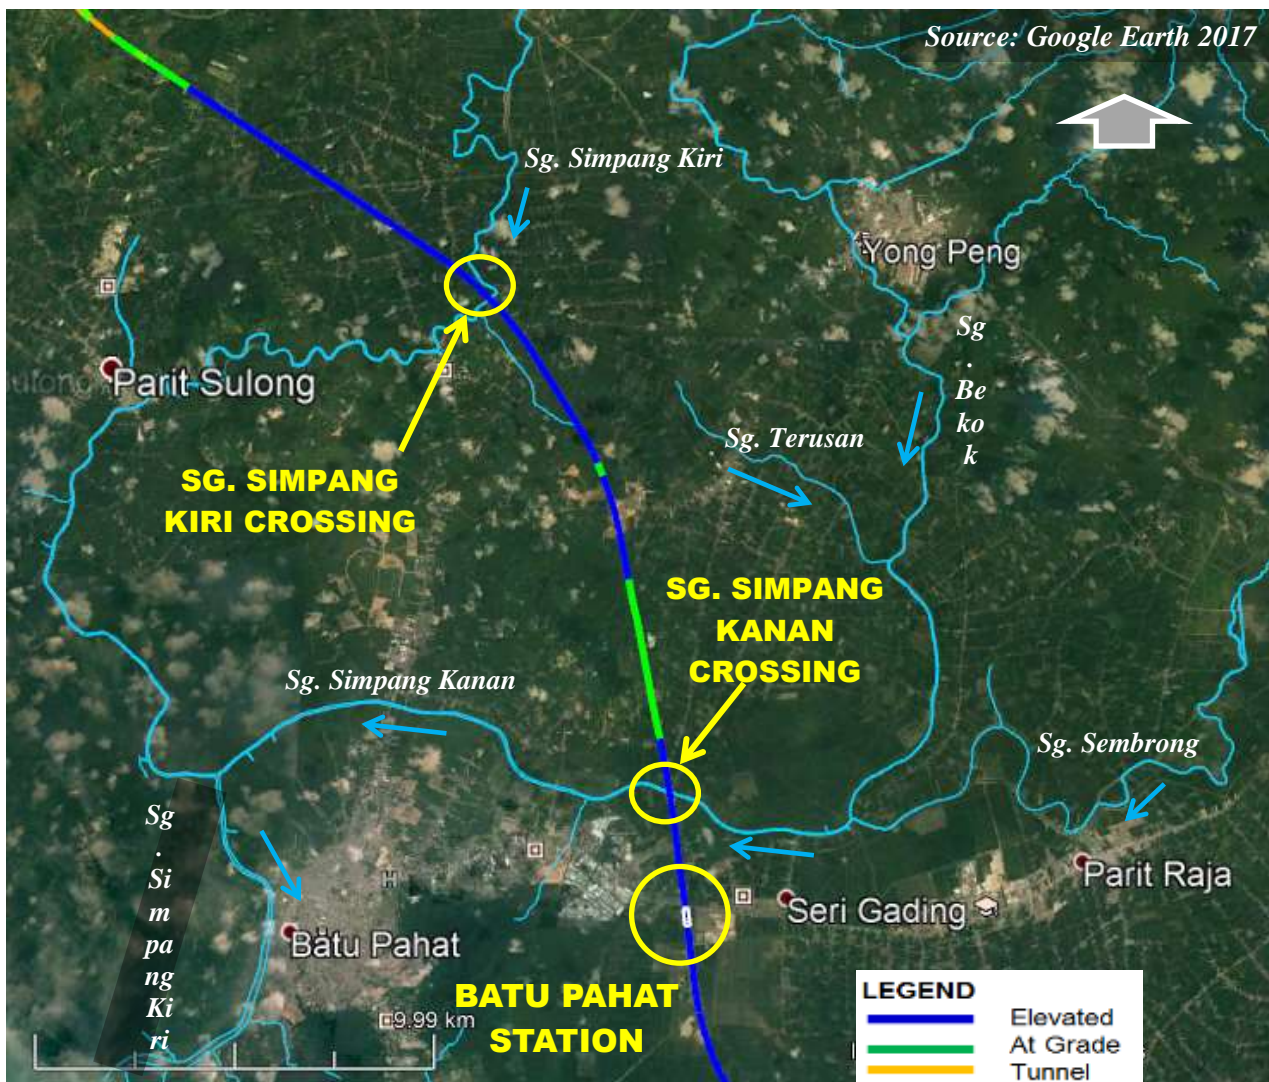 Source: Google Earth 2017
Sg. Simpang Kiri
Yong Peng
Sg
.
Be
ko
k
Parit Sulong
Sg. Terusan
SG. SIMPANG
KIRI CROSSING
SG. SIMPANG
KANAN
CROSSING
Sg. Simpang Kanan
Sg. Sembrong
Sg
.
Si
m
pa
ng
Ki
ri
Parit Raja
H
Seri Gading
Batu Pahat
BATU PAHAT
STATION
9.99 km
LEGEND
Elevated
At Grade
Tunnel